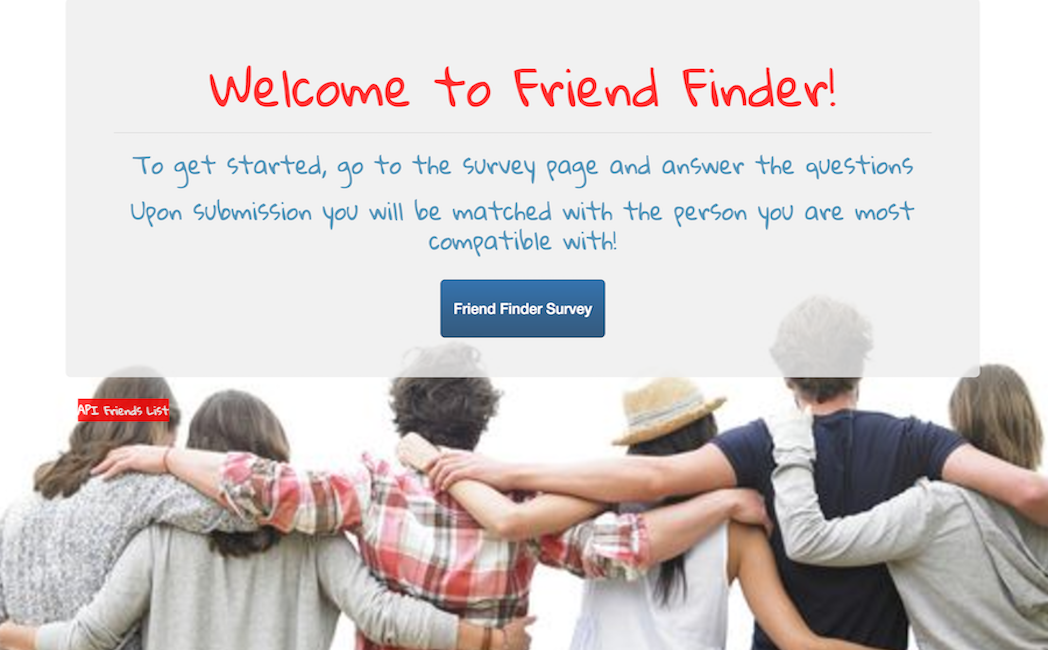 Welcome to Friend Finder!
To get started, go to the survey page and answer the questions
Upon submission you will be matched with the person you are most
compatible with!
Friend Finder Survey
API Friends List